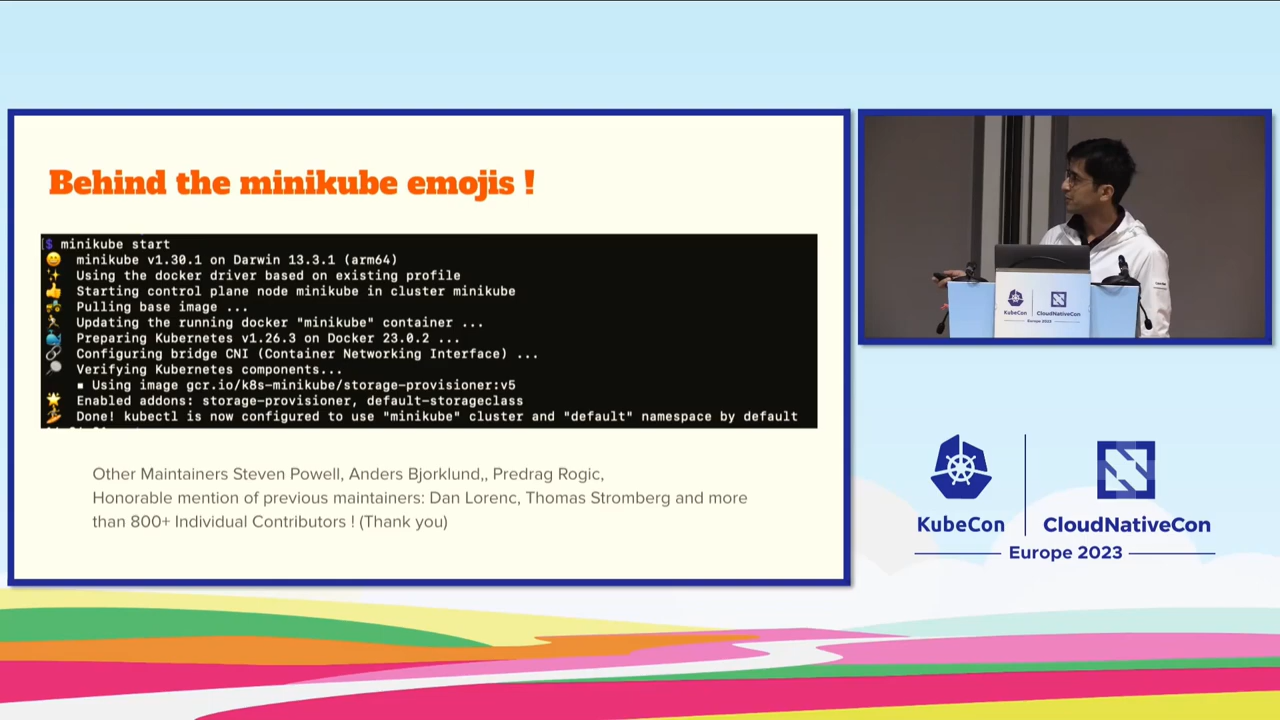 Behind the minikube emojis !
[$ minikube start
😄 minikube v1.30.1 on Darwin 13.3.1 (arm64)
✨ Using the docker driver based on existing profile
👍 Starting control plane node minikube in cluster minikube
🚜 Pulling base image ...
🏃 Updating the running docker "minikube" container ...
🐳 Preparing Kubernetes v1.26.3 on Docker 23.0.2 ...
🔗 Configuring bridge CNI (Container Networking Interface) ...
🔎 Verifying Kubernetes components...
▪ Using image gcr.io/k8s-minikube/storage-provisioner:v5
🌟 Enabled addons: storage-provisioner, default-storageclass
🏄 Done! kubectl is now configured to use "minikube" cluster and "default" namespace by default
Other Maintainers Steven Powell, Anders Bjorklund,, Predrag Rogic,
Honorable mention of previous maintainers: Dan Lorenc, Thomas Stromberg and more
than 800+ Individual Contributors ! (Thank you)
KubeCon CloudNativeCon
Europe 2023
KubeCon CloudNativeCon
Europe 2023